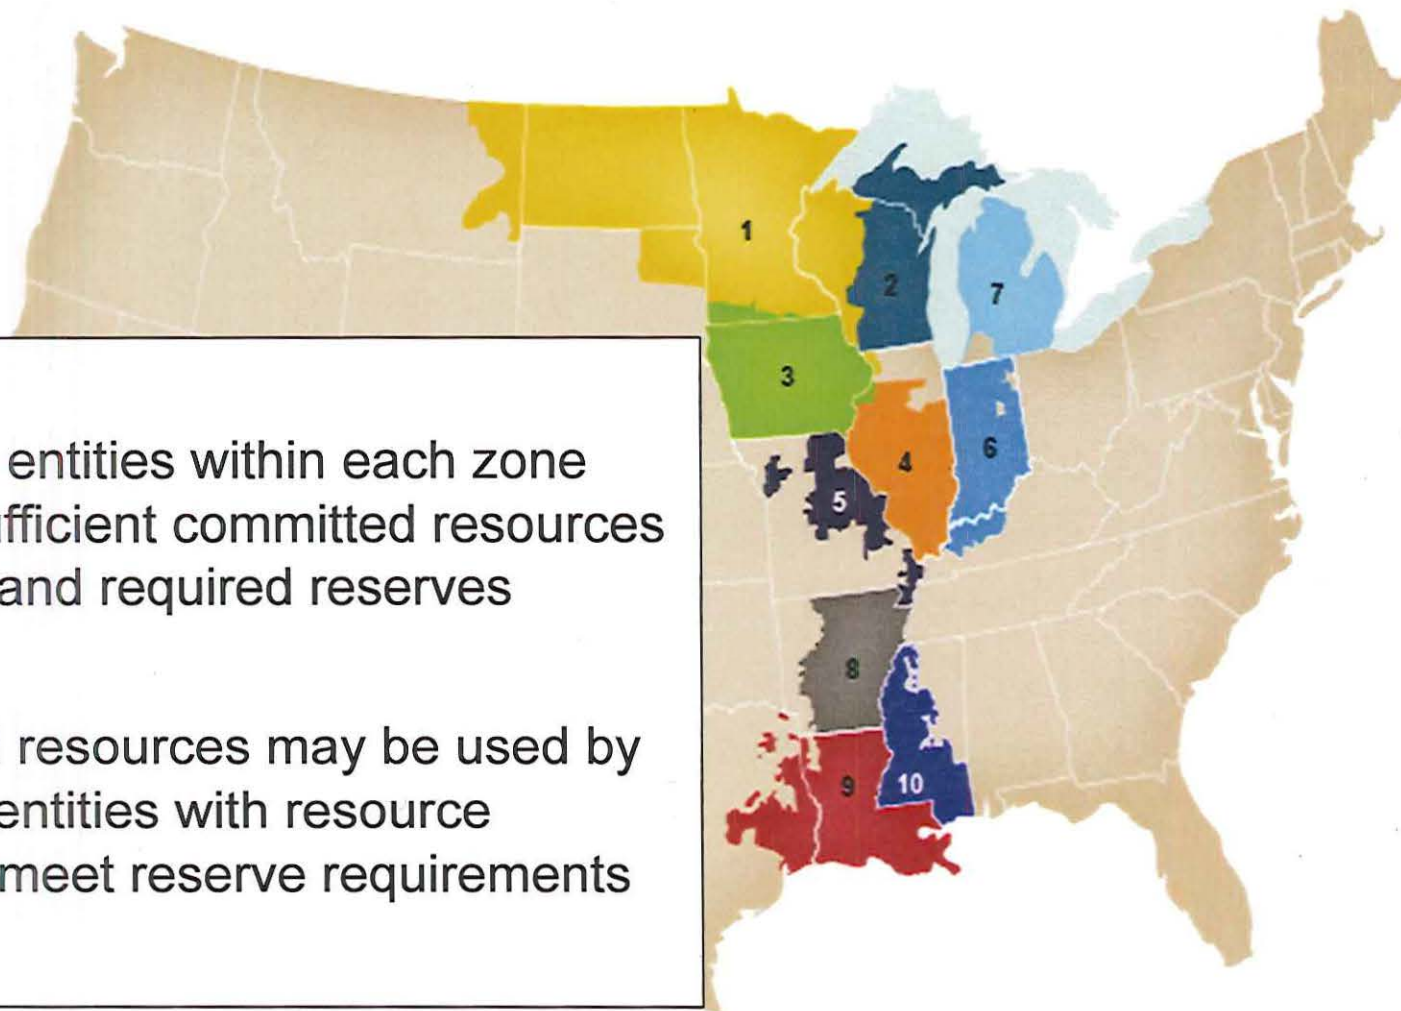 1
2
7
3
entities within each zone
4
6
ufficient committed resources
5
and required reserves
8
resources may be used by
9
10
entities with resource
meet reserve requirements